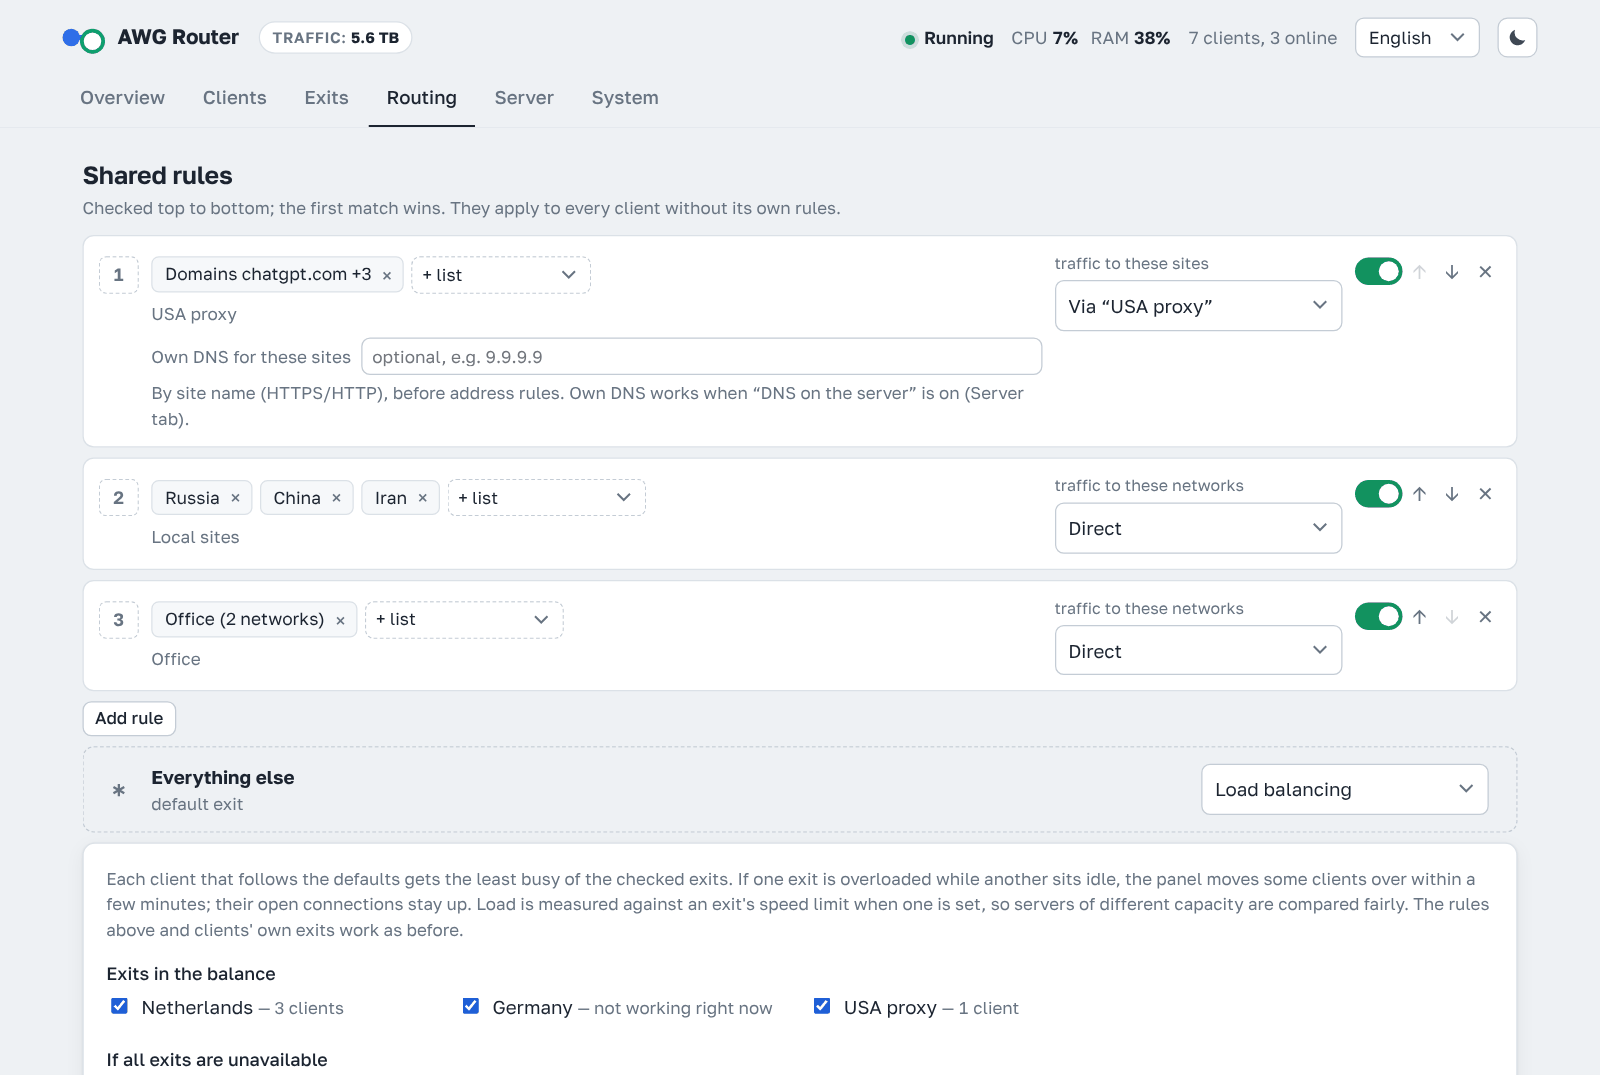 AWG Router
TRAFFIC: 5.6 TB
Running CPU 7% RAM 38% 7 clients, 3 online
English
Overview Clients Exits Routing Server System
Shared rules
Checked top to bottom; the first match wins. They apply to every client without its own rules.
1 Domains chatgpt.com +3 × + list
USA proxy
traffic to these sites
Via “USA proxy”
Own DNS for these sites optional, e.g. 9.9.9.9
By site name (HTTPS/HTTP), before address rules. Own DNS works when “DNS on the server” is on (Server
tab).
2 Russia × China × Iran × + list
Local sites
traffic to these networks
Direct
3 Office (2 networks) × + list
Office
traffic to these networks
Direct
Add rule
* Everything else
default exit
Load balancing
Each client that follows the defaults gets the least busy of the checked exits. If one exit is overloaded while another sits idle, the panel moves some clients over within a
few minutes; their open connections stay up. Load is measured against an exit's speed limit when one is set, so servers of different capacity are compared fairly. The rules
above and clients' own exits work as before.
Exits in the balance
Netherlands — 3 clients Germany — not working right now USA proxy — 1 client
If all exits are unavailable